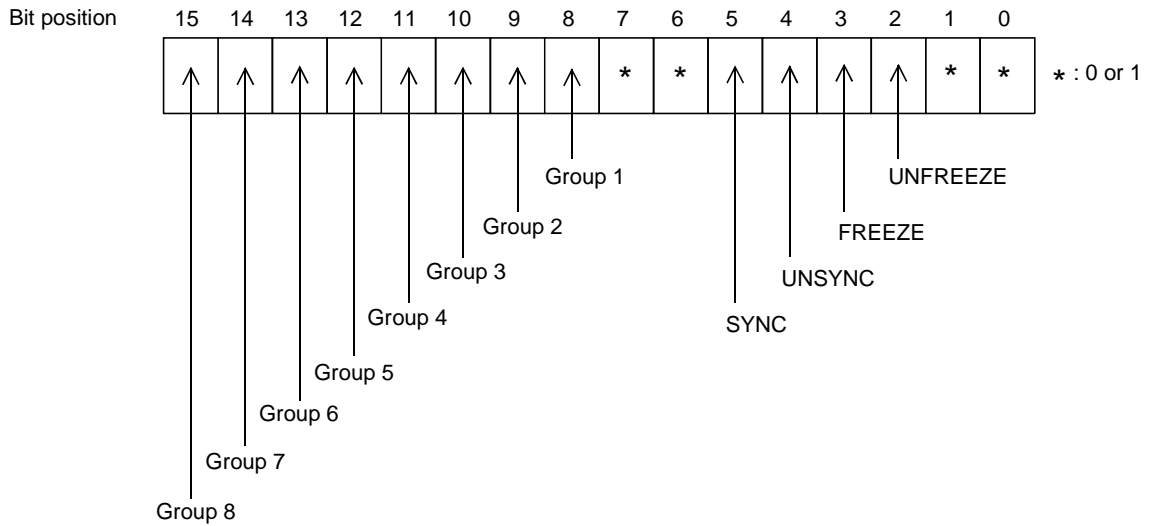 Bit position 15 14 13 12 11 10 9 8 7 6 5 4 3 2 1 0
* * * * * : 0 or 1
Group 1 UNFREEZE
Group 2 FREEZE
Group 3 UNSYNC
Group 4 SYNC
Group 5
Group 6
Group 7
Group 8